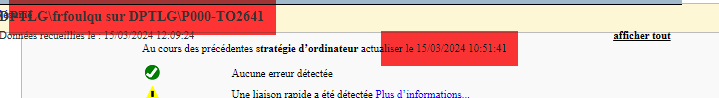 DPTLG\frfoulqu sur DPTLG\P000-TO2641
Données recueillies le : 15/03/2024 12:09:24
afficher tout
Au cours des précédentes stratégie d’ordinateur actualiser le 15/03/2024 10:51:41
Aucune erreur détectée
Une liaison rapide a été détectée Plus d’informations...